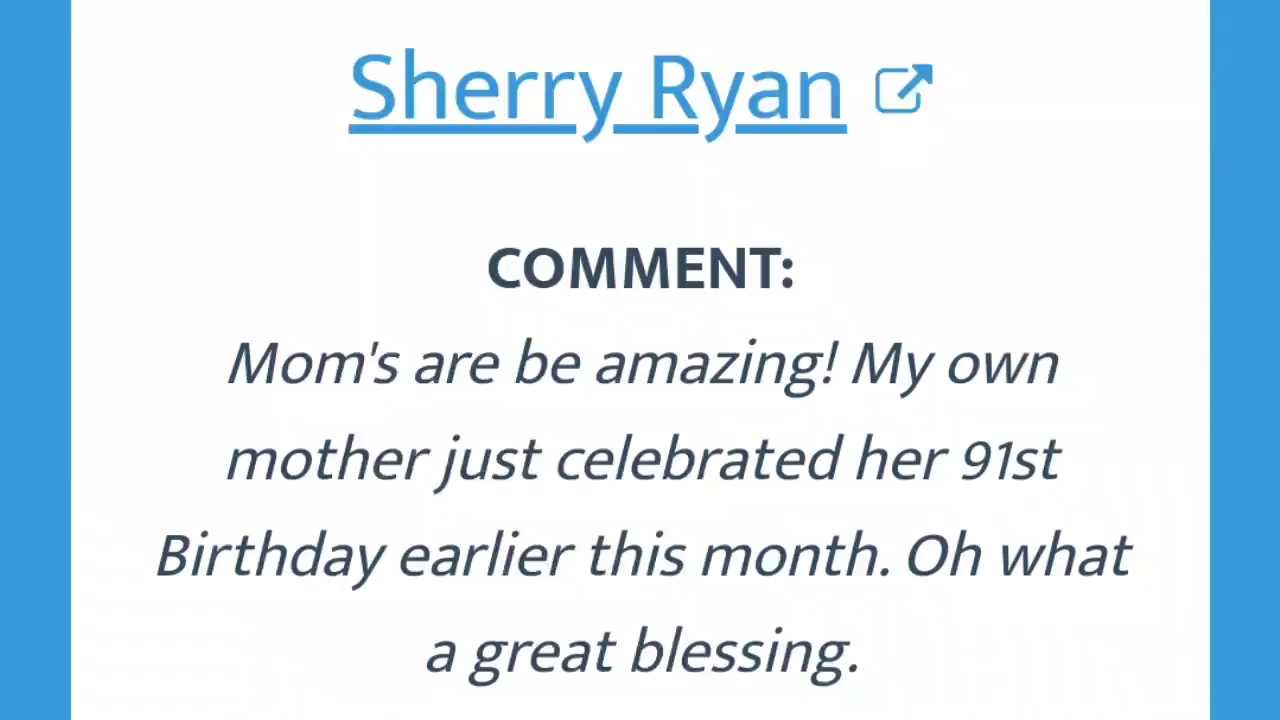 Sherry Ryan
COMMENT:
Mom's are be amazing! My own
mother just celebrated her 91st
Birthday earlier this month. Oh what
a great blessing.